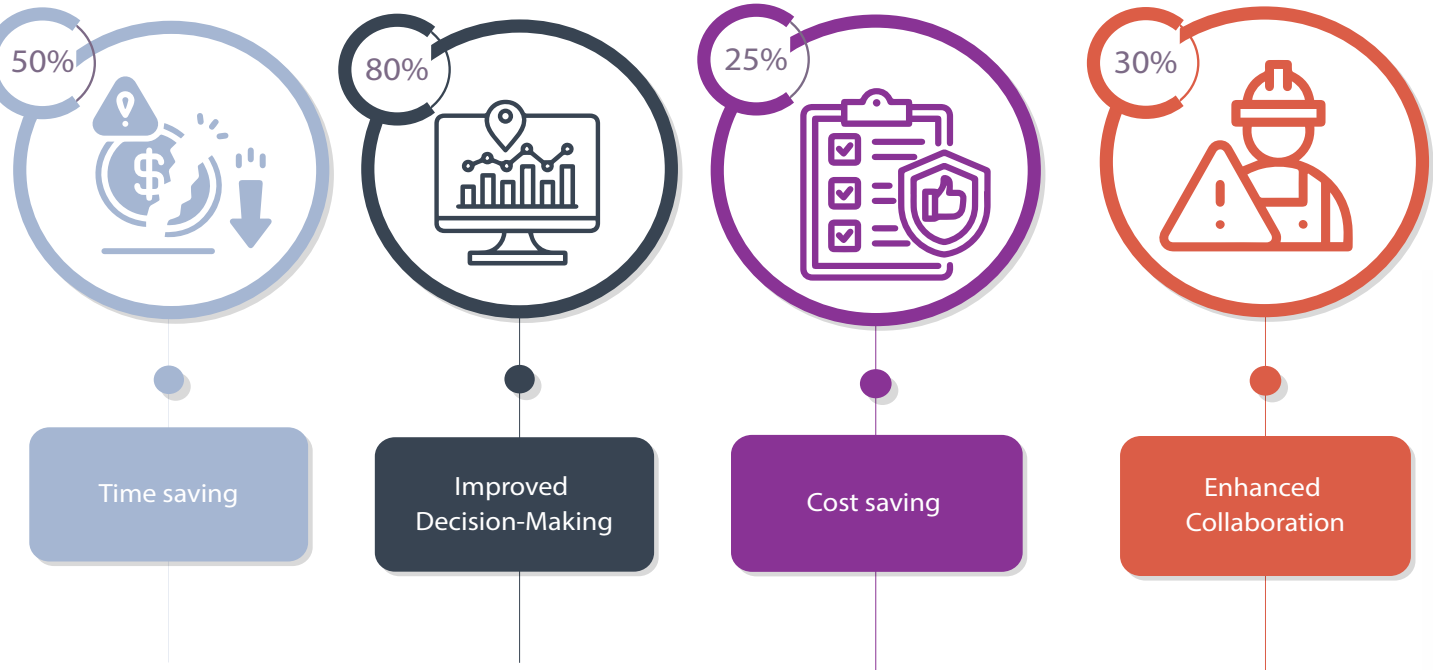 50%
80%
25%
30%
Time saving
Improved
Decision-Making
Cost saving
Enhanced
Collaboration